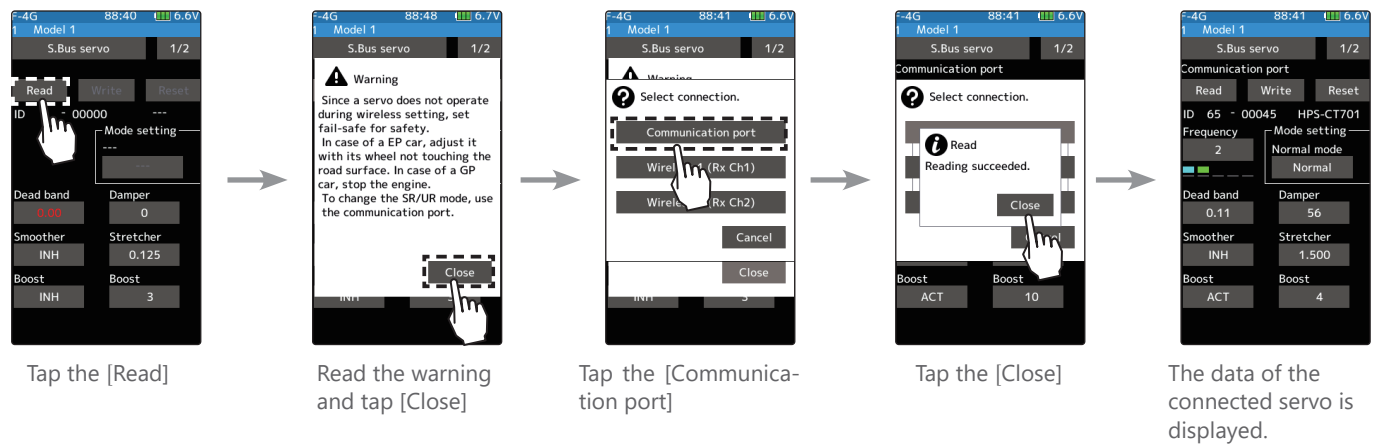 F-4G 88:40 6.6V
1 Model 1
S.Bus servo 1/2
Read Write Reset
ID - 00000 ---
Mode setting
---
---
Dead band Damper
0.00 0
Smoother Stretcher
INH 0.125
Boost Boost
INH 3
Tap the [Read]
F-4G 88:48 6.7V
1 Model 1
S.Bus servo 1/2
Warning
Since a servo does not operate
during wireless setting, set
fail-safe for safety.
In case of a EP car, adjust it
with its wheel not touching the
road surface. In case of a GP
car, stop the engine.
To change the SR/UR mode, use
the communication port.
Close
INH 3
Read the warning
and tap [Close]
F-4G 88:41 6.6V
1 Model 1
S.Bus servo 1/2
Warning
Select connection.
Communication port
(Rx Ch1)
(Rx Ch2)
Cancel
Close
INH 3
Tap the [Communica-
tion port]
F-4G 88:41 6.6V
1 Model 1
S.Bus servo 1/2
Communication port
Select connection.
Read
Reading succeeded.
Close
Boost Boost
ACT 10
Tap the [Close]
F-4G 88:41 6.6V
1 Model 1
S.Bus servo 1/2
Communication port
Read Write Reset
ID 65 - 00045 HPS-CT701
Frequency Mode setting
2 Normal mode
Normal
Dead band Damper
0.11 56
Smoother Stretcher
INH 1.500
Boost Boost
ACT 4
The data of the
connected servo is
displayed.